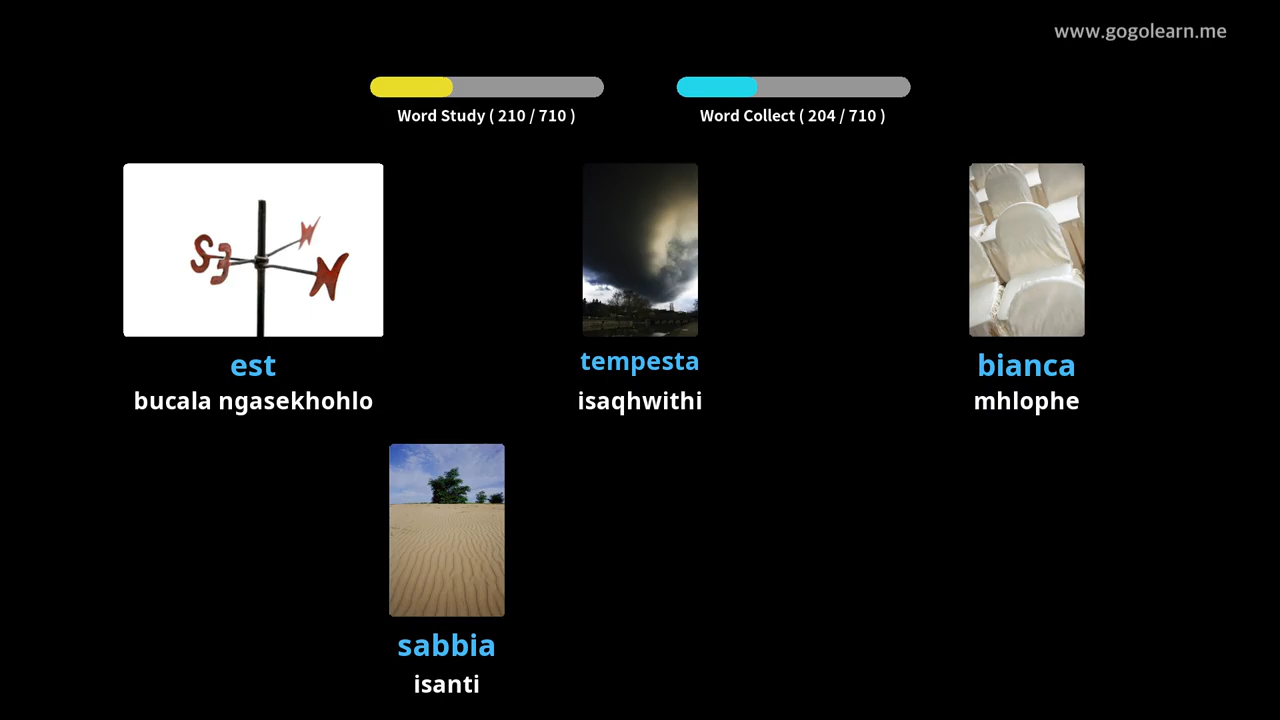 www.gogolearn.me
Word Study ( 210 / 710 )
Word Collect ( 204 / 710 )
S E N N
est
bucala ngasekhohlo
tempesta
isaqhwithi
bianca
mhlophe
sabbia
isanti